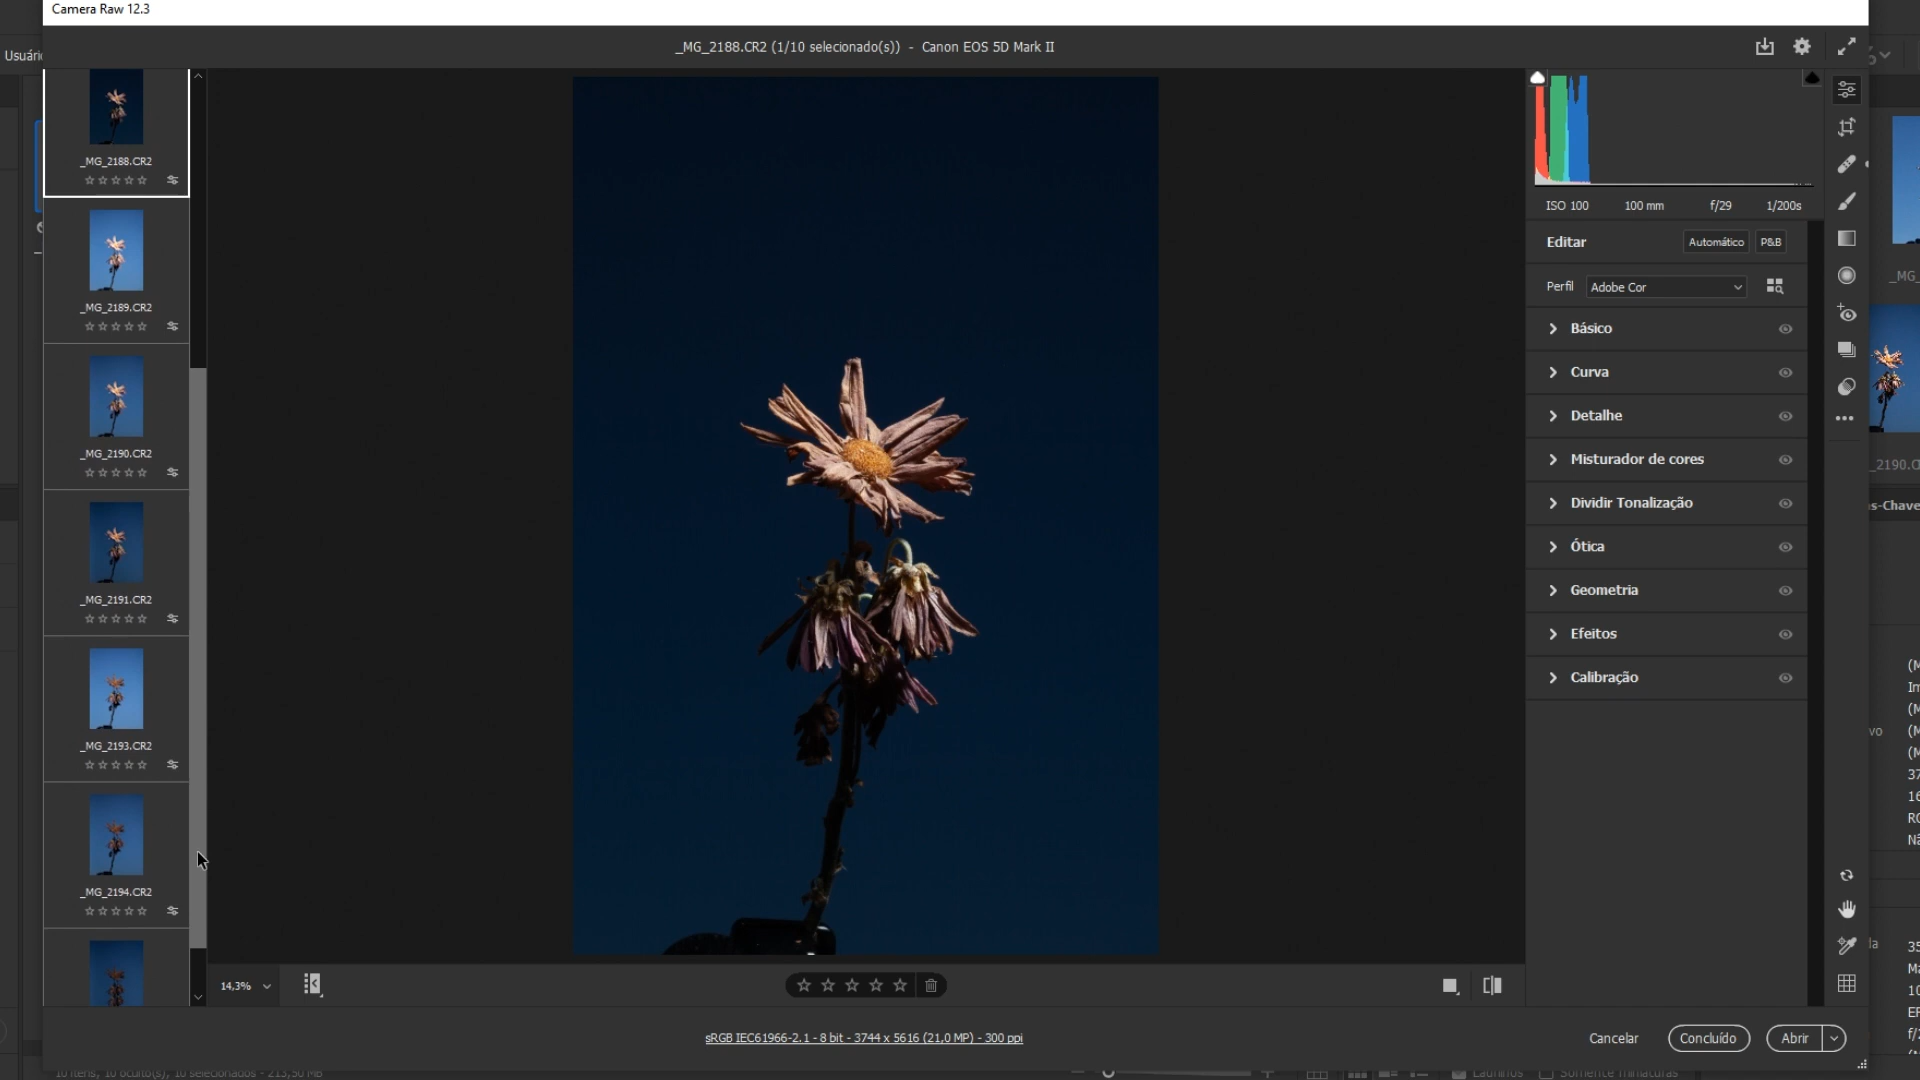 Camera Raw 12.3
_MG_2188.CR2 (1/10 selecionado(s)) - Canon EOS 5D Mark II
_MG_2188.CR2
_MG_2189.CR2
_MG_2190.CR2
_MG_2191.CR2
_MG_2193.CR2
_MG_2194.CR2
ISO 100 100 mm f/29 1/200s
Editar Automático P&B
Perfil Adobe Cor
Básico
Curva
Detalhe
Misturador de cores
Dividir Tonalização
Ótica
Geometria
Efeitos
Calibração
14,3%
sRGB IEC61966-2.1 - 8 bit - 3744 x 5616 (21,0 MP) - 300 ppi
Cancelar Concluído Abrir
_MG_
s-Chave